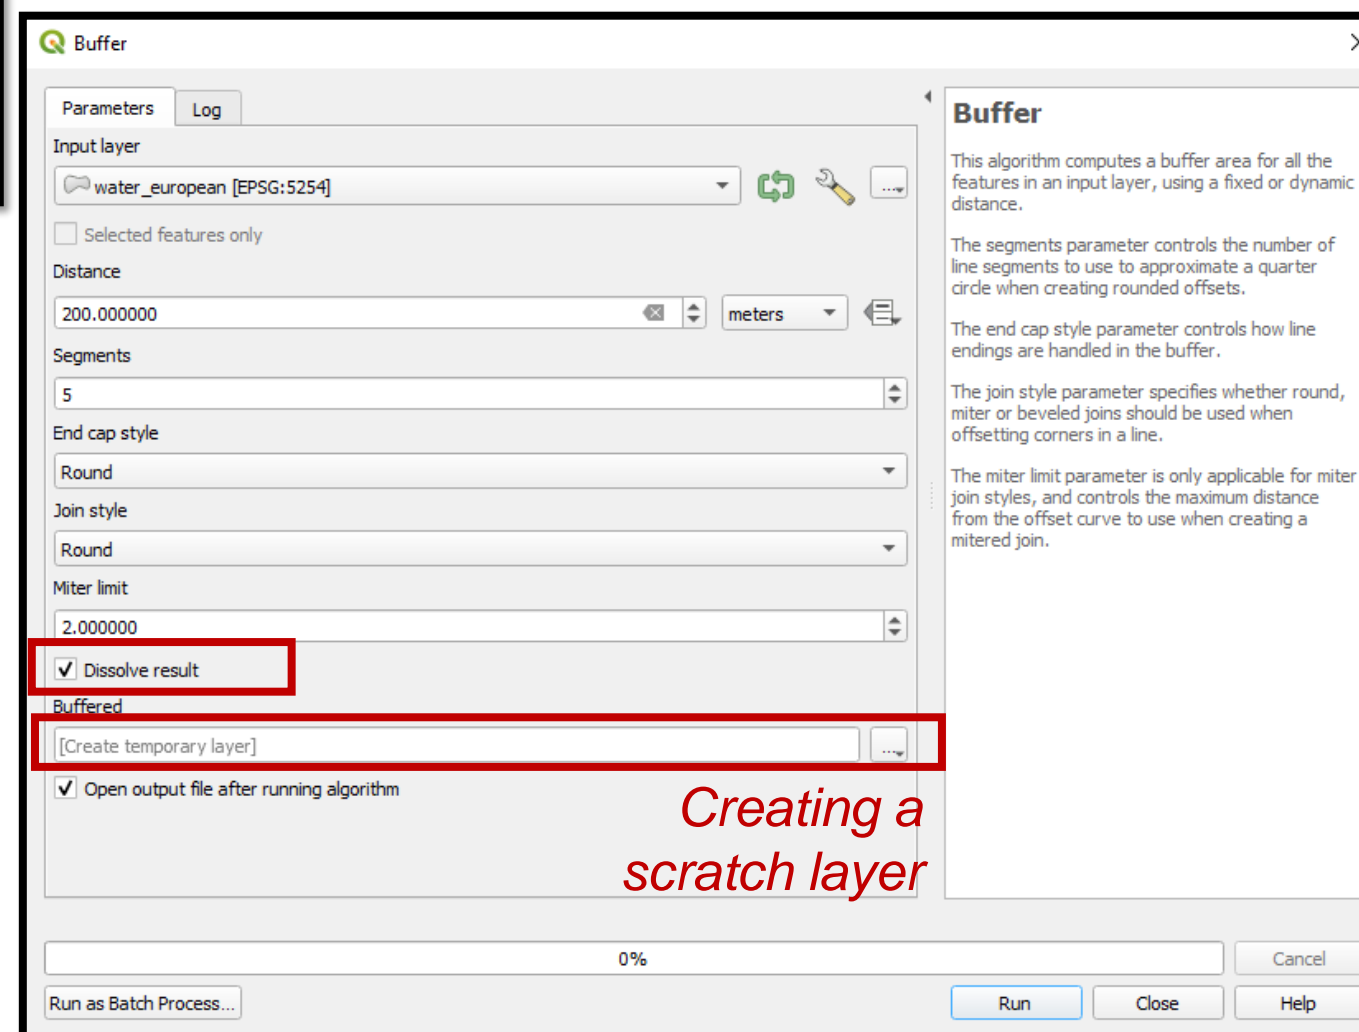 Buffer
Parameters
Log
Input layer
water_european [EPSG:5254]
...
Selected features only
Distance
200.000000
meters
Segments
5
End cap style
Round
Join style
Round
Miter limit
2.000000
Dissolve result
Buffered
[Create temporary layer]
...
Open output file after running algorithm
Creating a
scratch layer
Buffer
This algorithm computes a buffer area for all the
features in an input layer, using a fixed or dynamic
distance.
The segments parameter controls the number of
line segments to use to approximate a quarter
circle when creating rounded offsets.
The end cap style parameter controls how line
endings are handled in the buffer.
The join style parameter specifies whether round,
miter or beveled joins should be used when
offsetting corners in a line.
The miter limit parameter is only applicable for miter
join styles, and controls the maximum distance
from the offset curve to use when creating a
mitered join.
0%
Cancel
Run as Batch Process...
Run
Close
Help